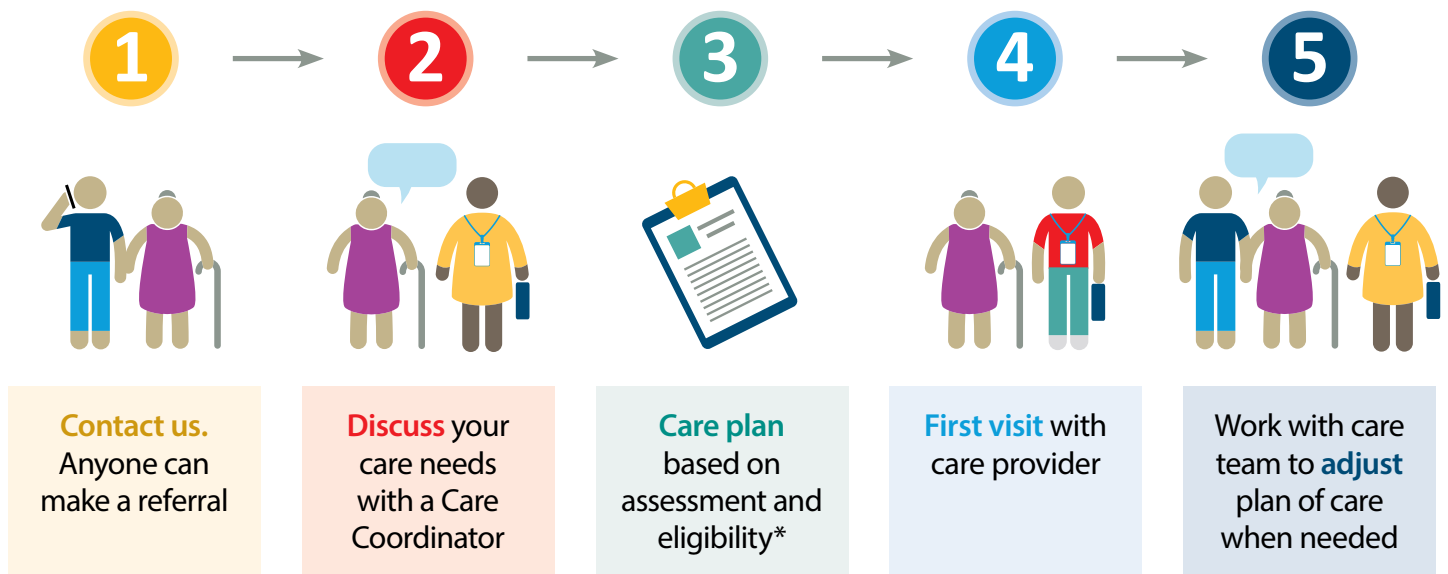 1
2
3
4
5
Contact us.
Anyone can
make a referral
Discuss your
care needs
with a Care
Coordinator
Care plan
based on
assessment and
eligibility*
First visit with
care provider
Work with care
team to adjust
plan of care
when needed